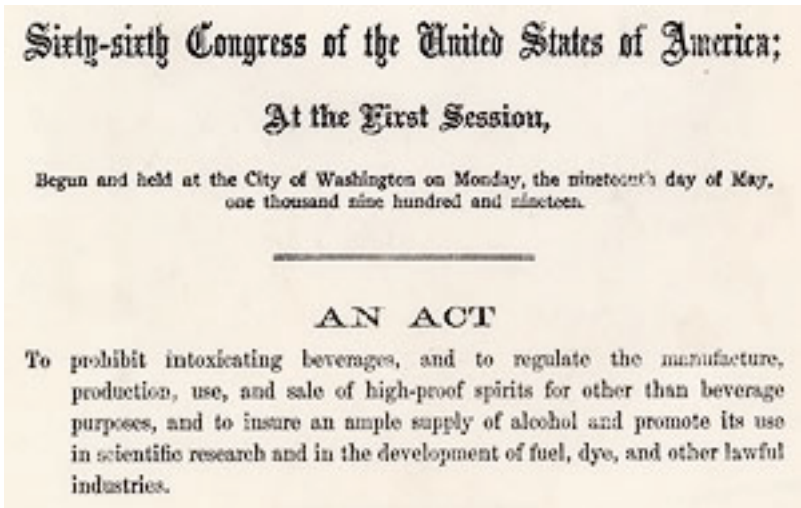 Sixty-sixth Congress of the United States of America;
At the First Session,
Begun and held at the City of Washington on Monday, the nineteenth day of May,
one thousand nine hundred and nineteen.
AN ACT
To prohibit intoxicating beverages, and to regulate the manufacture,
production, use, and sale of high-proof spirits for other than beverage
purposes, and to insure an ample supply of alcohol and promote its use
in scientific research and in the development of fuel, dye, and other lawful
industries.